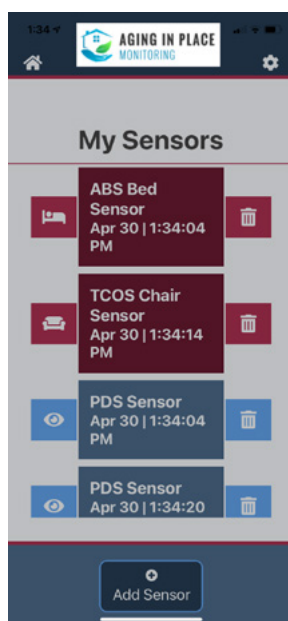 1:34
AGING IN PLACE
MONITORING
My Sensors
ABS Bed
Sensor
Apr 30 | 1:34:04
PM
TCOS Chair
Sensor
Apr 30 | 1:34:14
PM
PDS Sensor
Apr 30 | 1:34:04
PM
PDS Sensor
Apr 30 | 1:34:20
Add Sensor